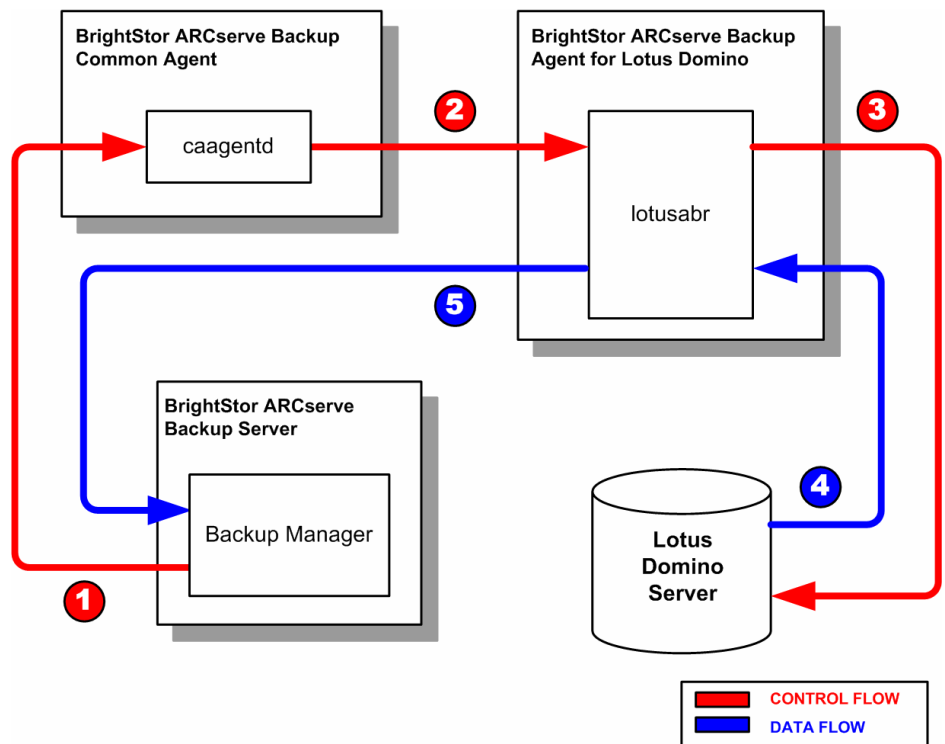 BrightStor ARCserve Backup
Common Agent
caagentd
2
BrightStor ARCserve Backup
Agent for Lotus Domino
lotusabr
3
5
BrightStor ARCserve
Backup Server
Backup Manager
1
4
Lotus
Domino
Server
CONTROL FLOW
DATA FLOW